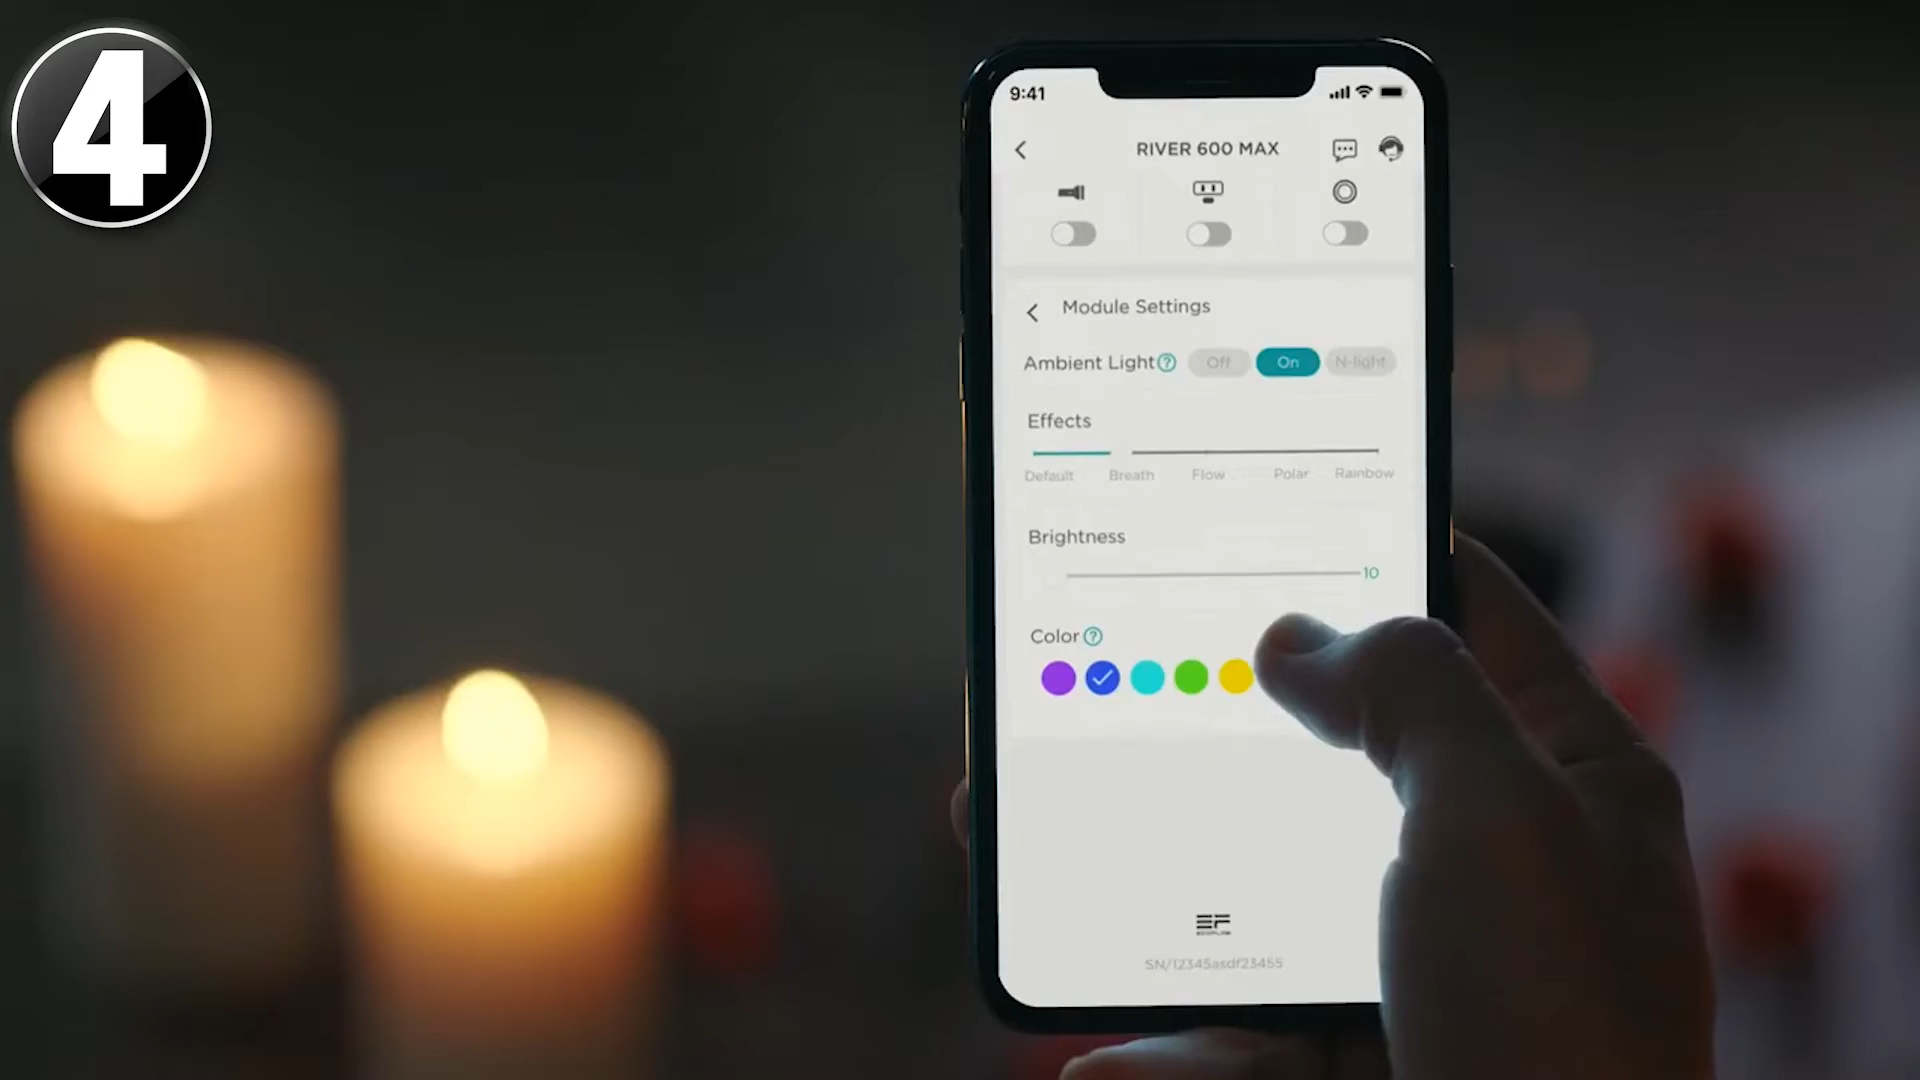 4
9:41
RIVER 600 MAX
Module Settings
Ambient Light ? Off On N-light
Effects
Default Breath Flow Polar Rainbow
Brightness
10
Color ?
EF
SN/12345asdf23455